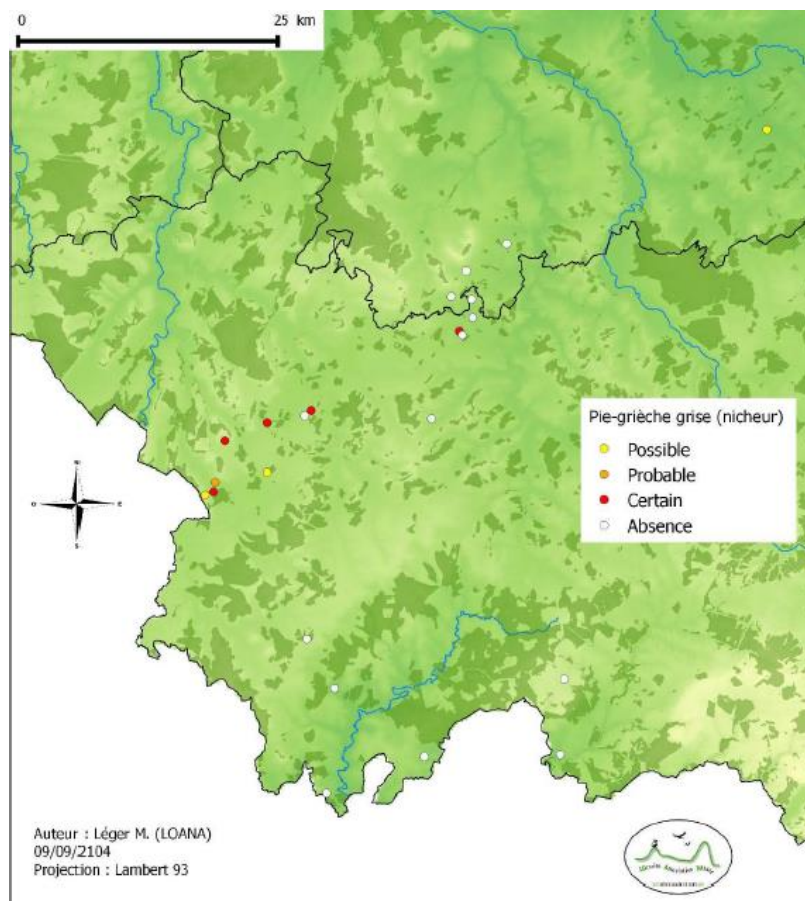 0 25 km
Pie-grièche grise (nicheur)
Possible
Probable
Certain
Absence
N
O E
S
Auteur : Léger M. (LOANA)
09/09/2104
Projection : Lambert 93